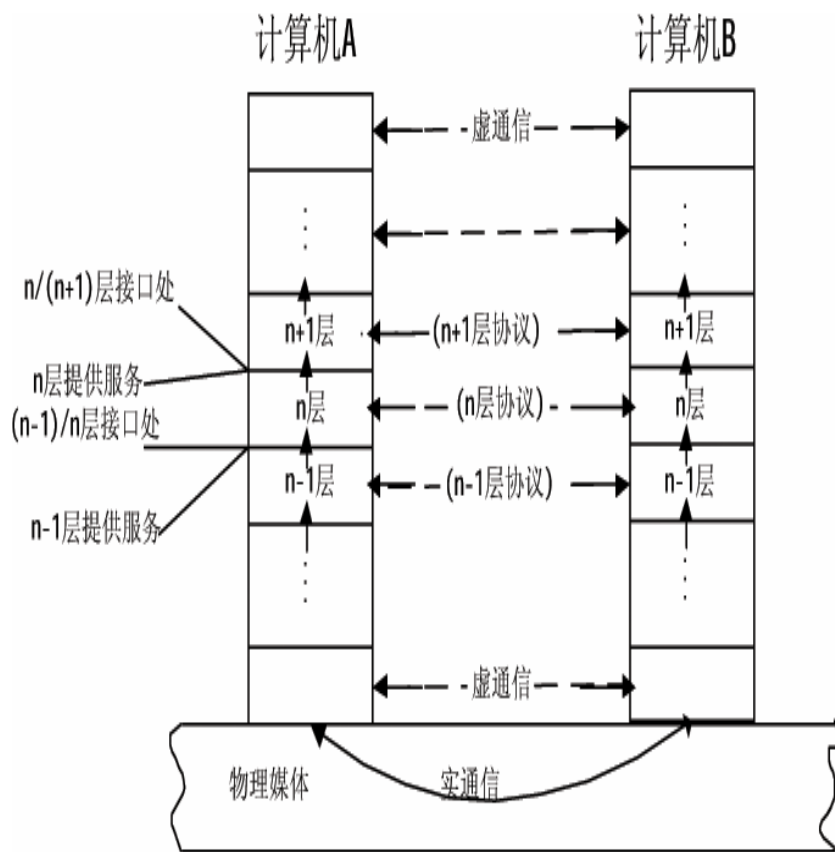 计算机A
计算机B
-虚通信
n/(n+1)层接口处
n+1层
(n+1层协议)
n+1层
n层提供服务
n层
(n层协议)-
n层
(n-1)/n层接口处
n-1层
(n-1层协议)
n-1层
n-1层提供服务
-虚通信
物理媒体
实通信